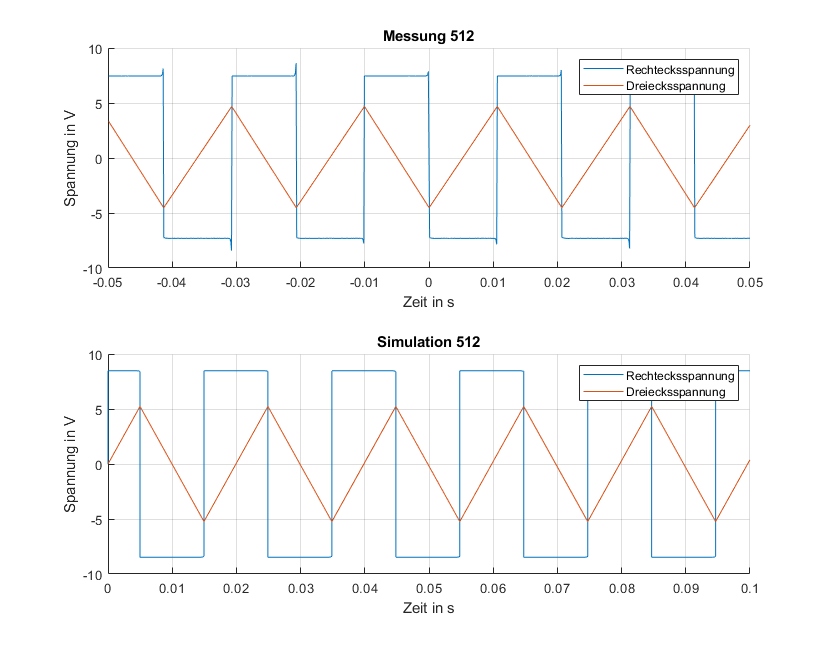 Messung 512
10
5
0
-5
-10
Spannung in V
Rechtecksspannung
Dreiecksspannung
-0.05 -0.04 -0.03 -0.02 -0.01 0 0.01 0.02 0.03 0.04 0.05
Zeit in s
Simulation 512
10
5
0
-5
-10
Spannung in V
Rechtecksspannung
Dreiecksspannung
0 0.01 0.02 0.03 0.04 0.05 0.06 0.07 0.08 0.09 0.1
Zeit in s